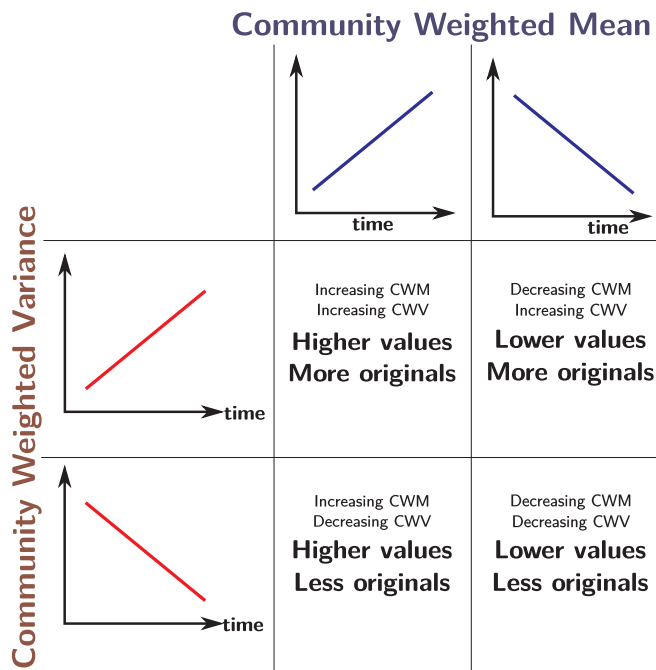 Community Weighted Mean
time
time
Community Weighted Variance
time
Increasing CWM
Increasing CWV
Higher values
More originals
Decreasing CWM
Increasing CWV
Lower values
More originals
time
Increasing CWM
Decreasing CWV
Higher values
Less originals
Decreasing CWM
Decreasing CWV
Lower values
Less originals